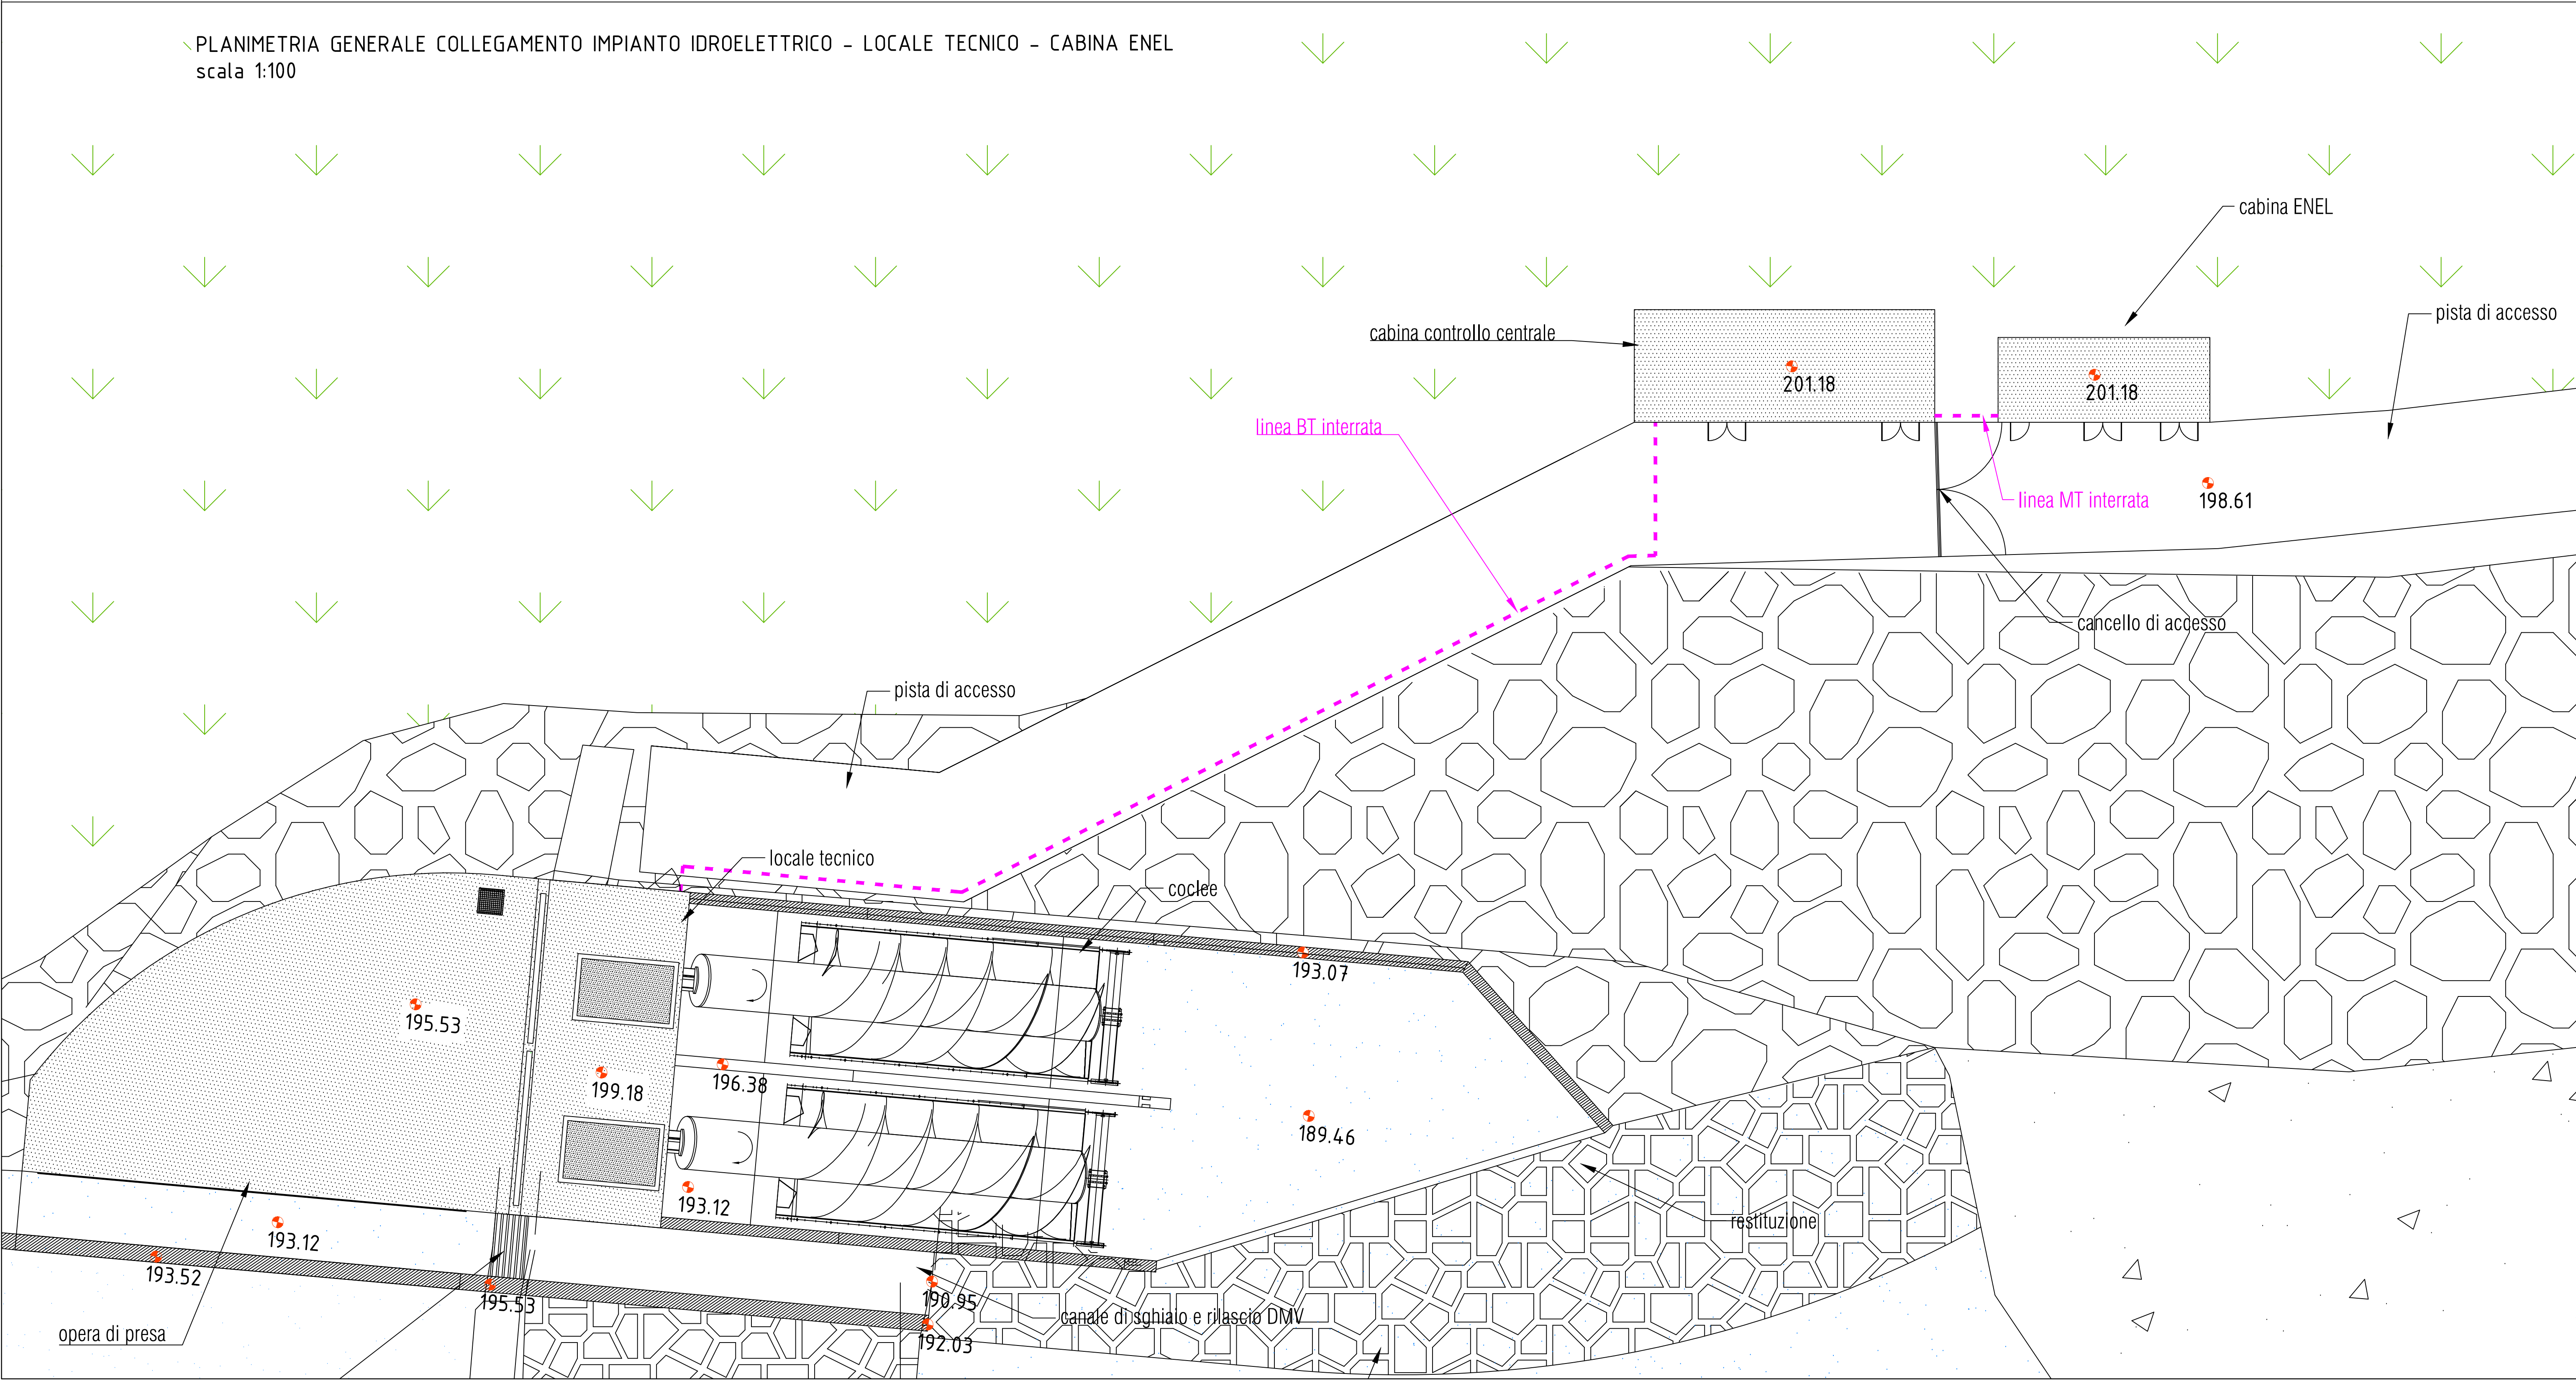 PLANIMETRIA GENERALE COLLEGAMENTO IMPIANTO IDROELETTRICO - LOCALE TECNICO - CABINA ENEL
scala 1:100
cabina ENEL
pista di accesso
cabina controllo centrale
201.18
201.18
linea BT interrata
linea MT interrata
198.61
cancello di accesso
pista di accesso
locale tecnico
coclee
193.07
195.53
196.38
199.18
189.46
193.12
restituzione
193.12
193.52
195.53
190.95
canale di sghiaio e rilascio DMV
opera di presa
192.03